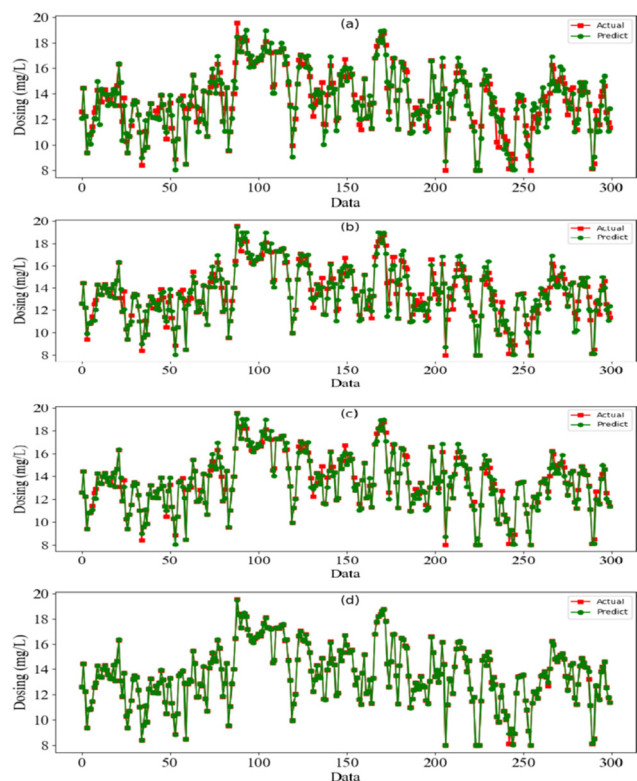 (a)
Actual
Predict
Dosing (mg/L)
20
18
16
14
12
10
8
0
50
100
150
200
250
300
Data
(b)
Actual
Predict
Dosing (mg/L)
20
18
16
14
12
10
8
0
50
100
150
200
250
300
Data
(c)
Actual
Predict
Dosing (mg/L)
20
18
16
14
12
10
8
0
50
100
150
200
250
300
Data
(d)
Actual
Predict
Dosing (mg/L)
20
18
16
14
12
10
8
0
50
100
150
200
250
300
Data